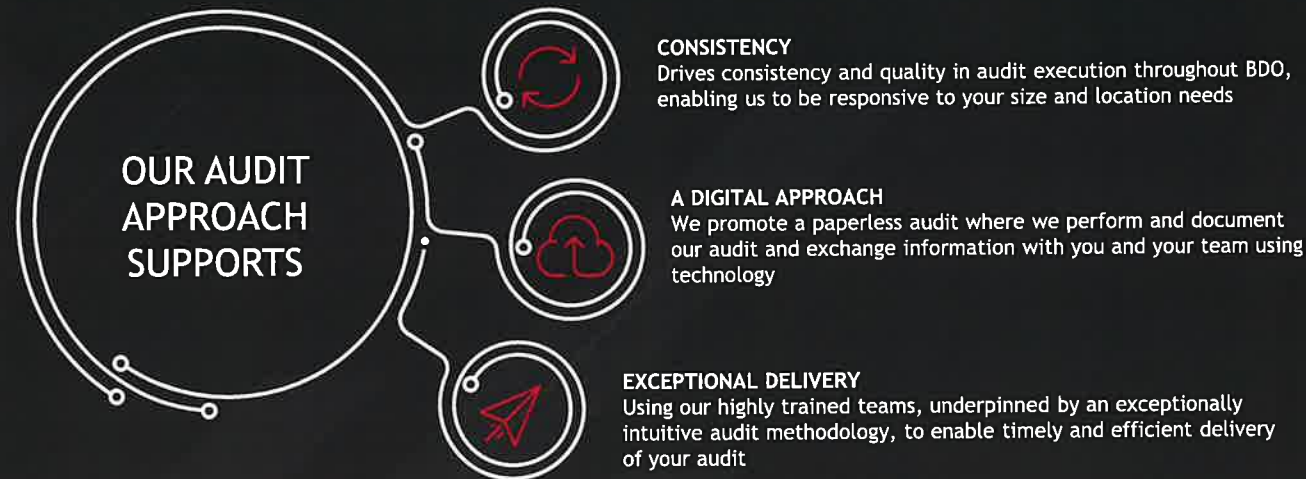 OUR AUDIT
APPROACH
SUPPORTS
CONSISTENCY
Drives consistency and quality in audit execution throughout BDO,
enabling us to be responsive to your size and location needs
A DIGITAL APPROACH
We promote a paperless audit where we perform and document
our audit and exchange information with you and your team using
technology
EXCEPTIONAL DELIVERY
Using our highly trained teams, underpinned by an exceptionally
intuitive audit methodology, to enable timely and efficient delivery
of your audit